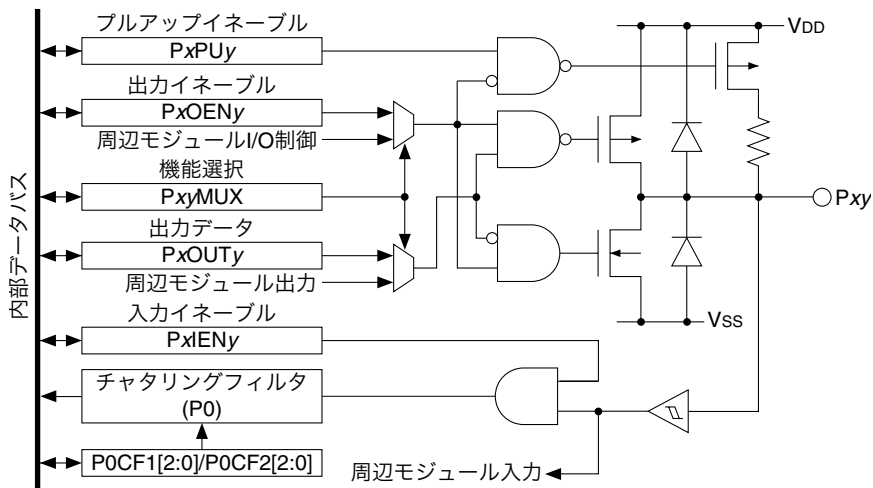 プルアップイネーブル
PxPUy
出力イネーブル
PxOENy
周辺モジュールI/O制御
機能選択
PxyMUX
出力データ
PxOUTy
周辺モジュール出力
入力イネーブル
PxIENy
チャタリングフィルタ
(P0)
P0CF1[2:0]/P0CF2[2:0]
内部データバス
VDD
Pxy
VSS
周辺モジュール入力